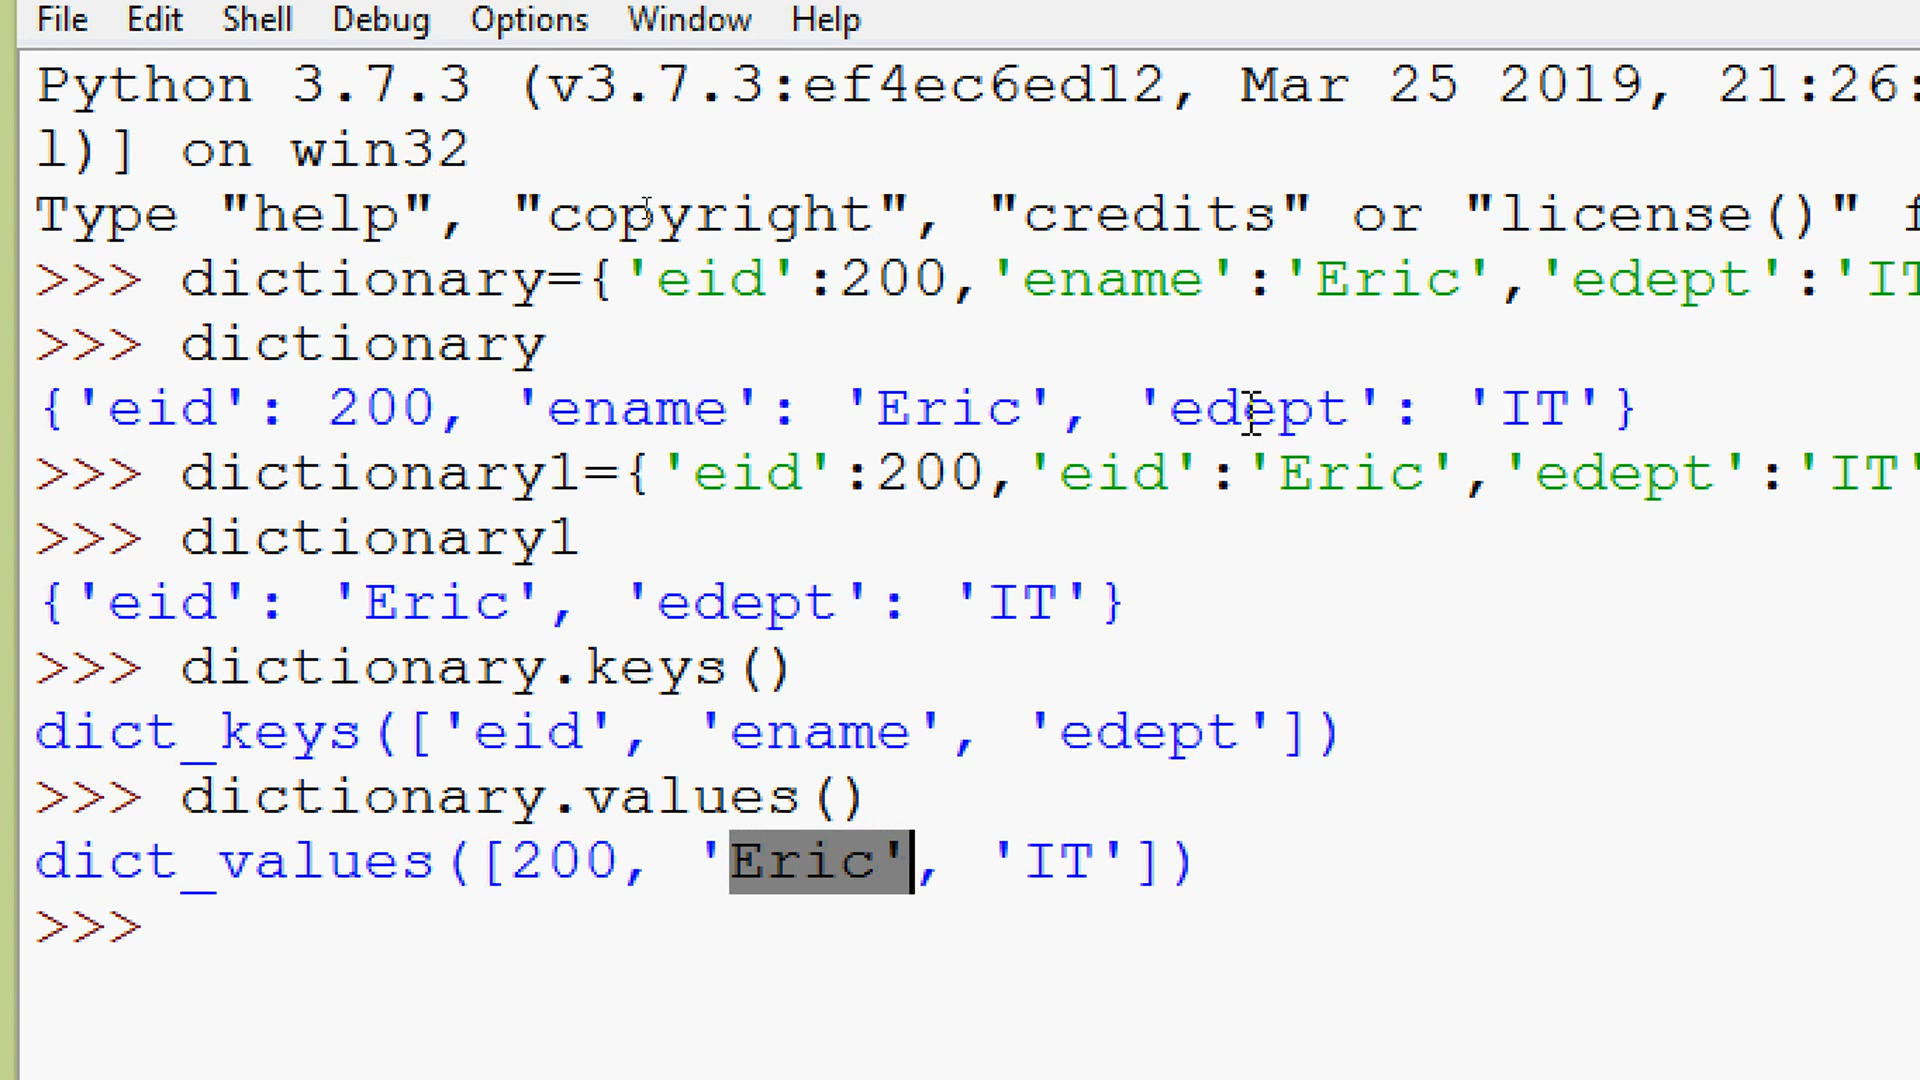 File Edit Shell Debug Options Window Help
Python 3.7.3 (v3.7.3:ef4ec6ed12, Mar 25 2019, 21:26:
l)] on win32
Type "help", "copyright", "credits" or "license()" f
>>> dictionary={'eid':200,'ename':'Eric','edept':'IT
>>> dictionary
{'eid': 200, 'ename': 'Eric', 'edept': 'IT'}
>>> dictionary1={'eid':200,'eid':'Eric','edept':'IT'
>>> dictionary1
{'eid': 'Eric', 'edept': 'IT'}
>>> dictionary.keys()
dict_keys(['eid', 'ename', 'edept'])
>>> dictionary.values()
dict_values([200, 'Eric', 'IT'])
>>>